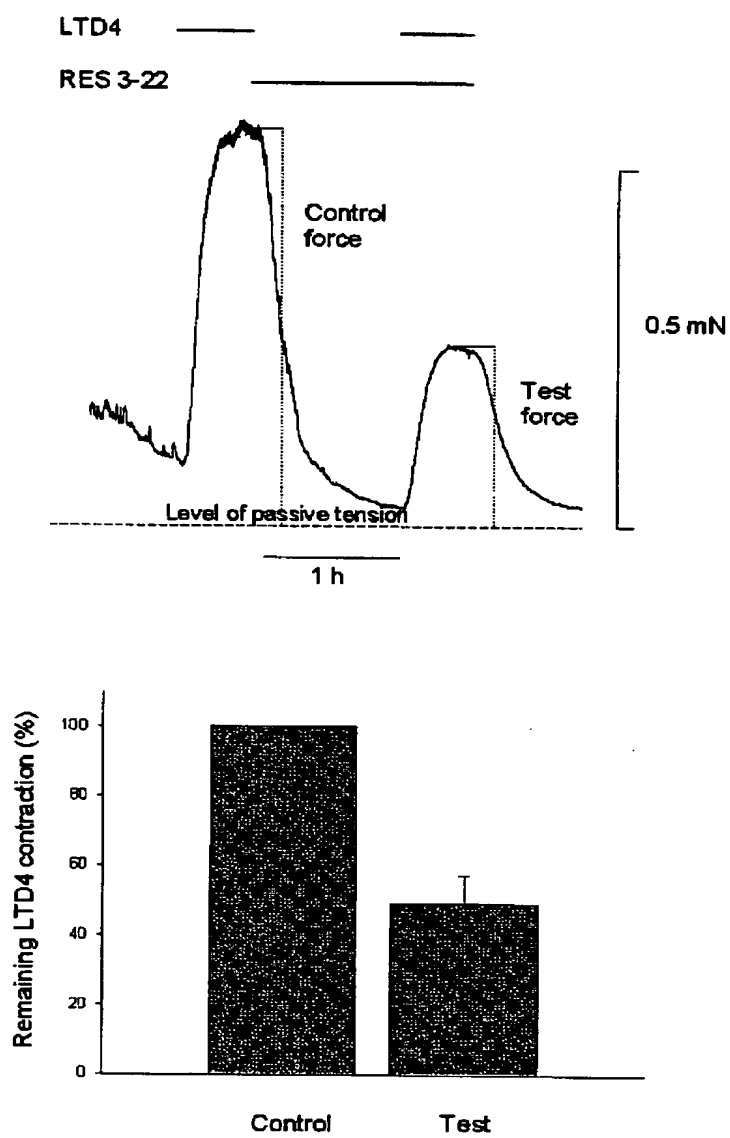 LTD4
RES 3-22
Control
force
0.5 mN
Test
force
Level of passive tension
1 h
Remaining LTD4 contraction (%)
100
80
60
40
20
0
Control
Test